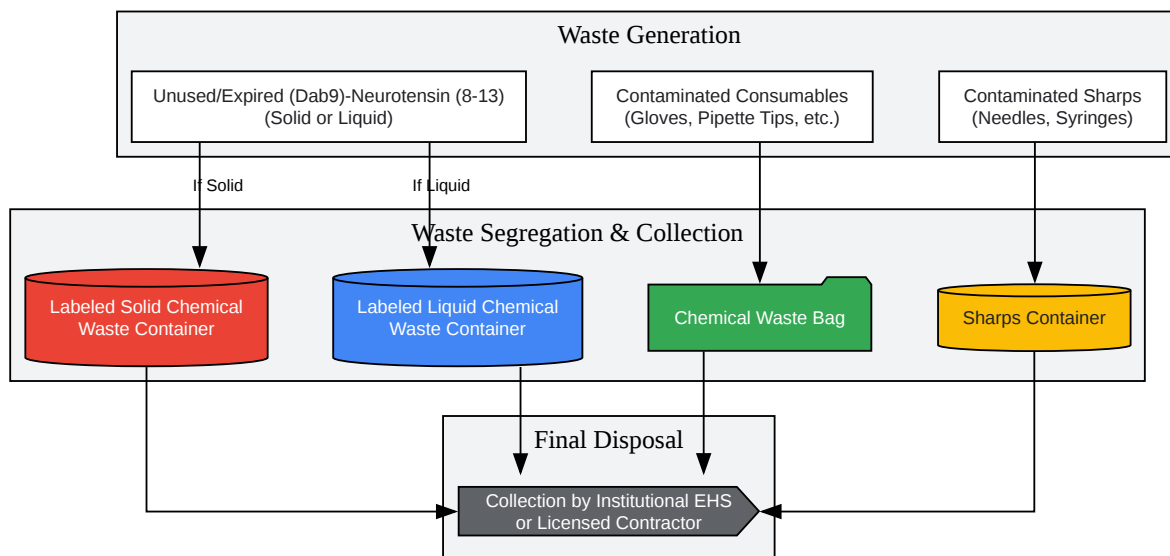 Waste Generation
Unused/Expired (Dab9)-Neurotensin (8-13)
(Solid or Liquid)
Contaminated Consumables
(Gloves, Pipette Tips, etc.)
Contaminated Sharps
(Needles, Syringes)
If Solid
If Liquid
Waste Segregation & Collection
Labeled Solid Chemical
Waste Container
Labeled Liquid Chemical
Waste Container
Chemical Waste Bag
Sharps Container
Final Disposal
Collection by Institutional EHS
or Licensed Contractor